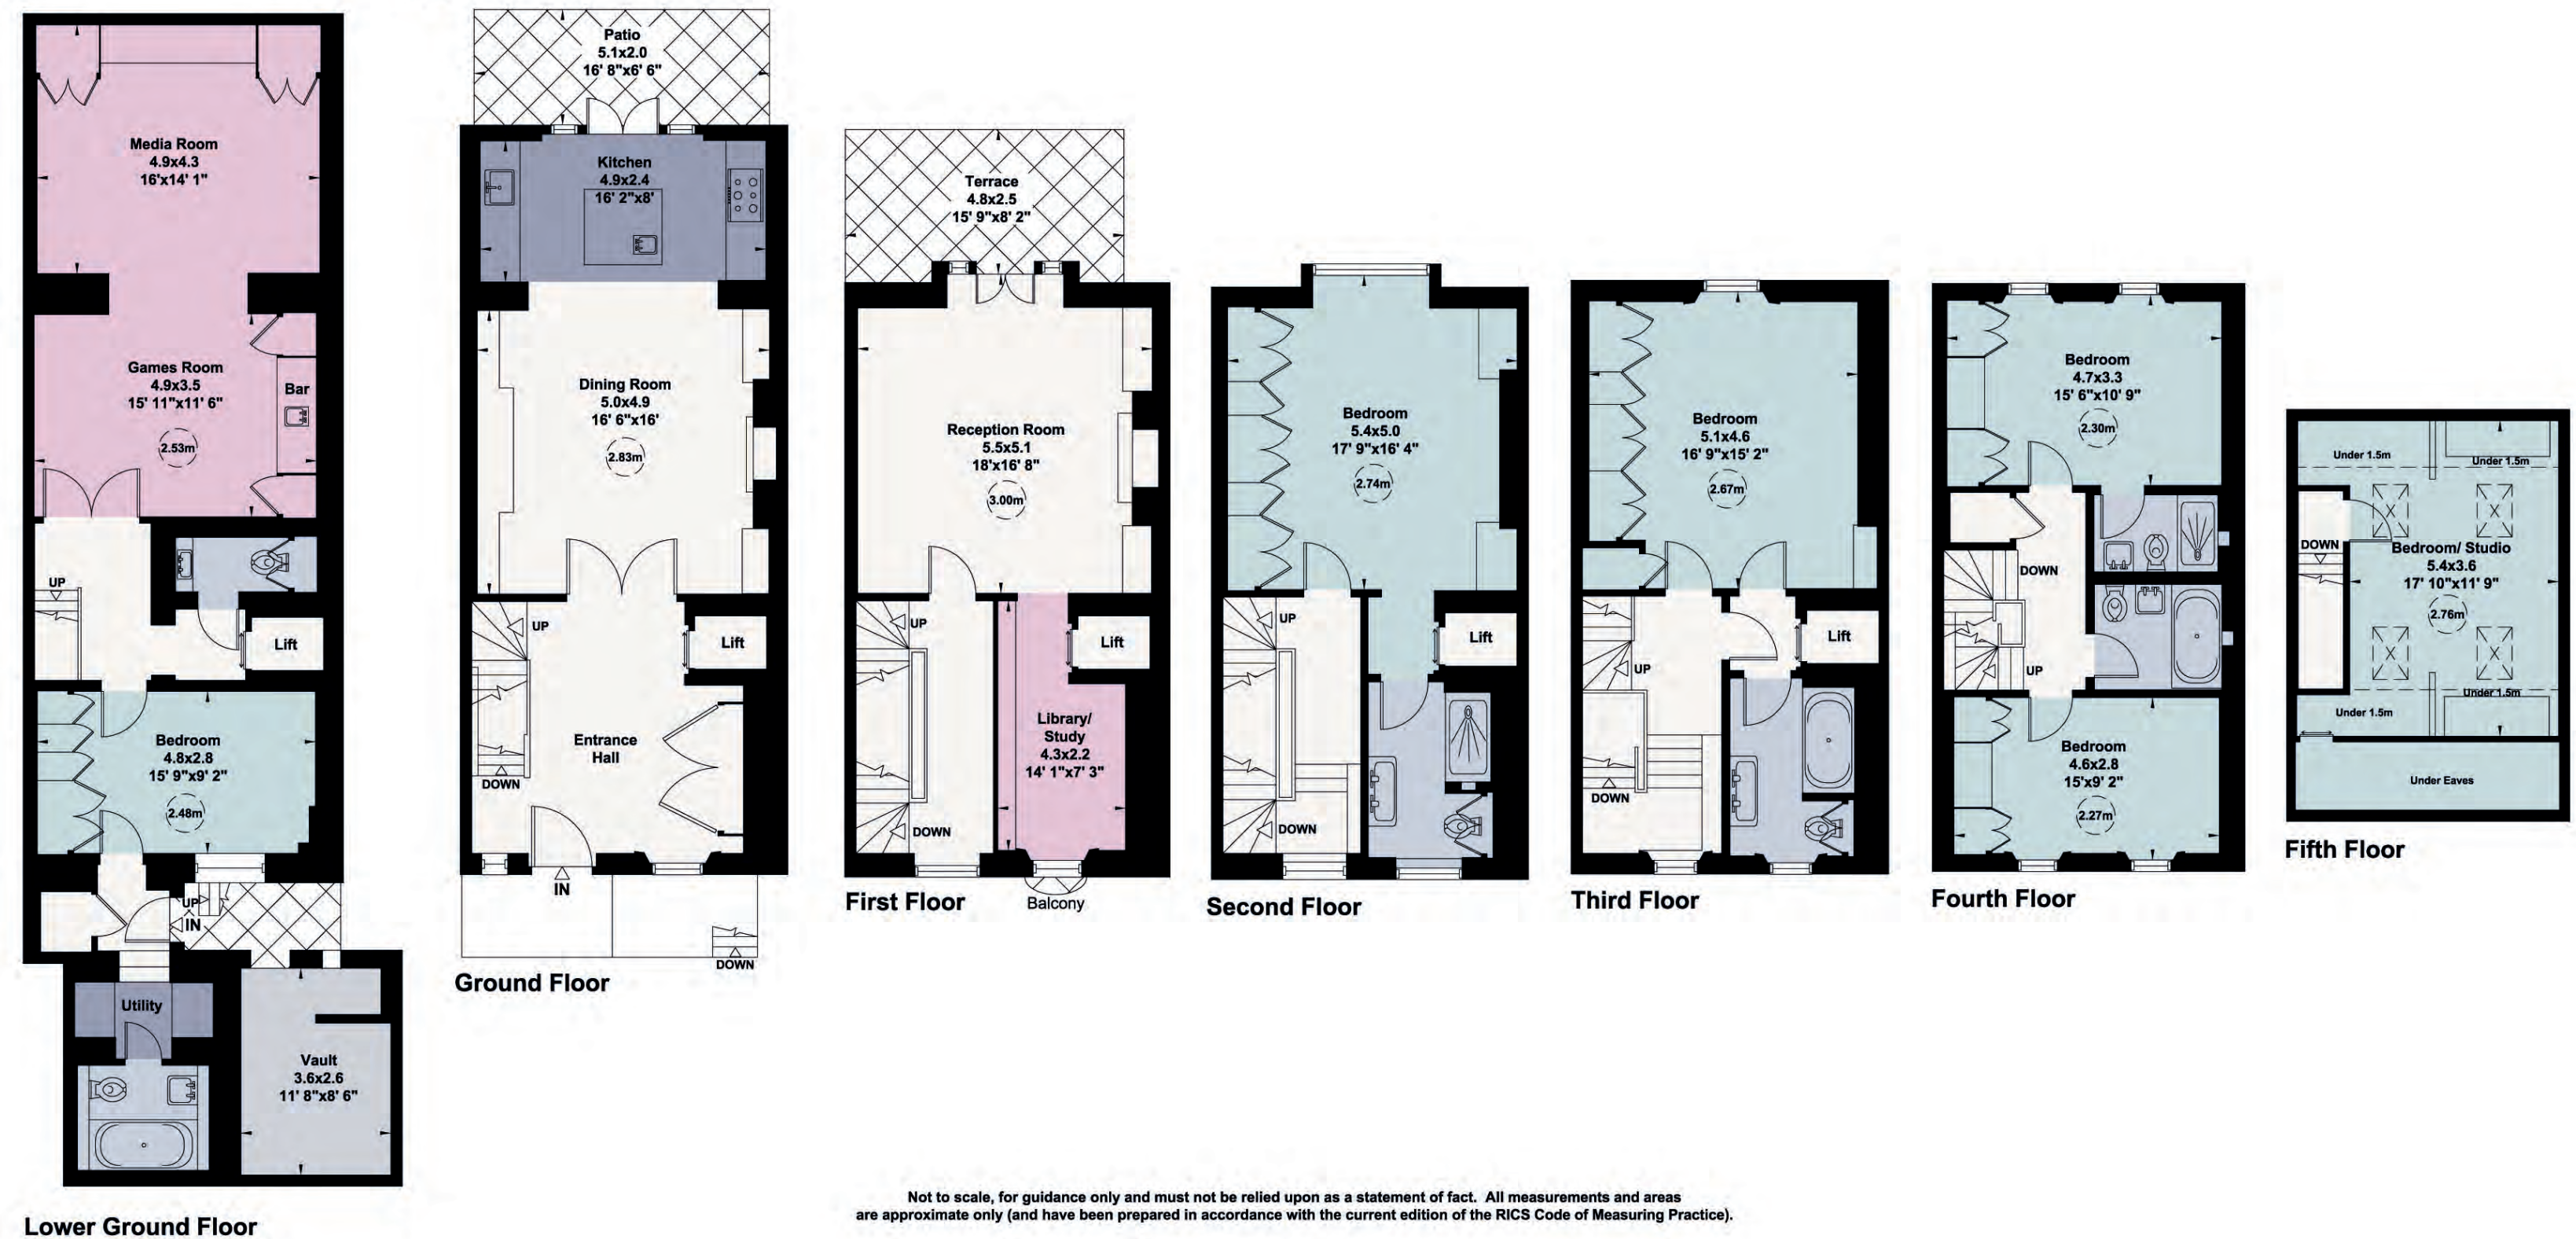 Media Room
4.9x4.3
16'x14' 1"
Games Room
4.9x3.5
15' 11"x11' 6"
2.53m
Bar
UP
Lift
Bedroom
4.8x2.8
15' 9"x9' 2"
2.48m
UP
IN
Utility
Vault
3.6x2.6
11' 8"x8' 6"
Lower Ground Floor
Patio
5.1x2.0
16' 8"x6' 6"
Kitchen
4.9x2.4
16' 2"x8'
Dining Room
5.0x4.9
16' 6"x16'
2.83m
UP
Lift
DOWN
Entrance
Hall
IN
DOWN
Ground Floor
Terrace
4.8x2.5
15' 9"x8' 2"
Reception Room
5.5x5.1
18'x16' 8"
3.00m
UP
Lift
Library/
Study
4.3x2.2
14' 1"x7' 3"
DOWN
Balcony
First Floor
Bedroom
5.4x5.0
17' 9"x16' 4"
2.74m
UP
Lift
DOWN
Second Floor
Bedroom
5.1x4.6
16' 9"x15' 2"
2.67m
UP
Lift
DOWN
Third Floor
Bedroom
4.7x3.3
15' 6"x10' 9"
2.30m
DOWN
UP
Bedroom
4.6x2.8
15'x9' 2"
2.27m
Fourth Floor
Under 1.5m
Under 1.5m
DOWN
Bedroom/ Studio
5.4x3.6
17' 10"x11' 9"
2.76m
Under 1.5m
Under 1.5m
Under Eaves
Fifth Floor
Not to scale, for guidance only and must not be relied upon as a statement of fact. All measurements and areas
are approximate only (and have been prepared in accordance with the current edition of the RICS Code of Measuring Practice).